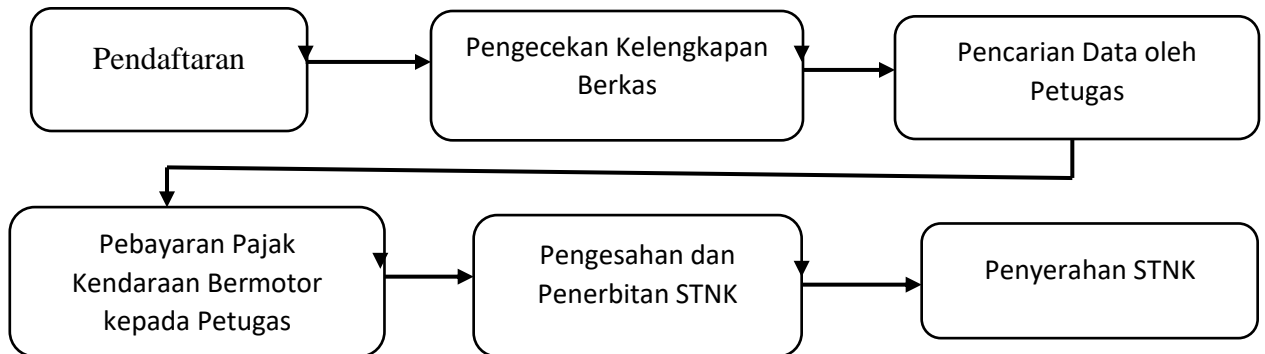 Pendaftaran
Pengecekan Kelengkapan
Berkas
Pencarian Data oleh
Petugas
Pebayaran Pajak
Kendaraan Bermotor
kepada Petugas
Pengesahan dan
Penerbitan STNK
Penyerahan STNK